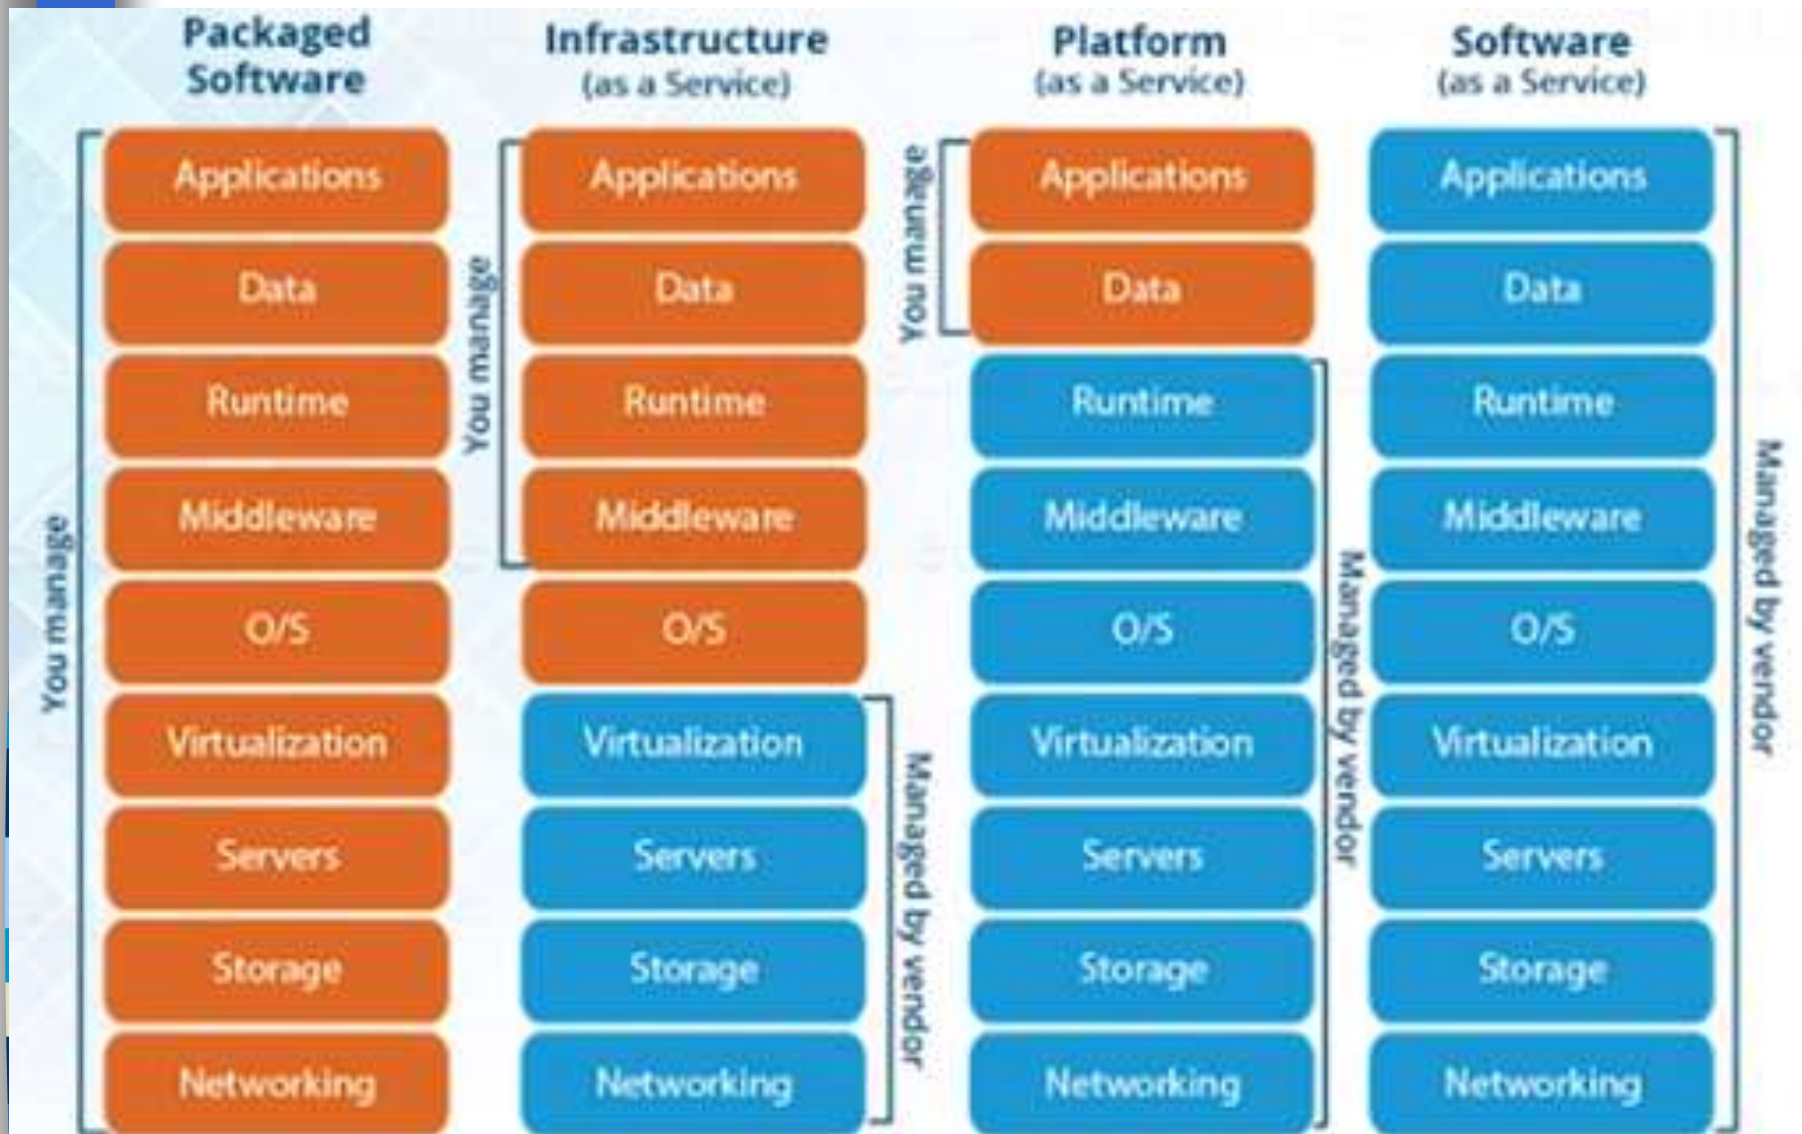 Packaged
Software
You manage
Applications
Data
Runtime
Middleware
O/S
Virtualization
Servers
Storage
Networking
Infrastructure
(as a Service)
You manage
Applications
Data
Runtime
Middleware
O/S
Virtualization
Servers
Storage
Networking
Managed by vendor
Platform
(as a Service)
You manage
Applications
Data
Runtime
Middleware
O/S
Virtualization
Servers
Storage
Networking
Managed by vendor
Software
(as a Service)
Applications
Data
Runtime
Middleware
O/S
Virtualization
Servers
Storage
Networking
Managed by vendor